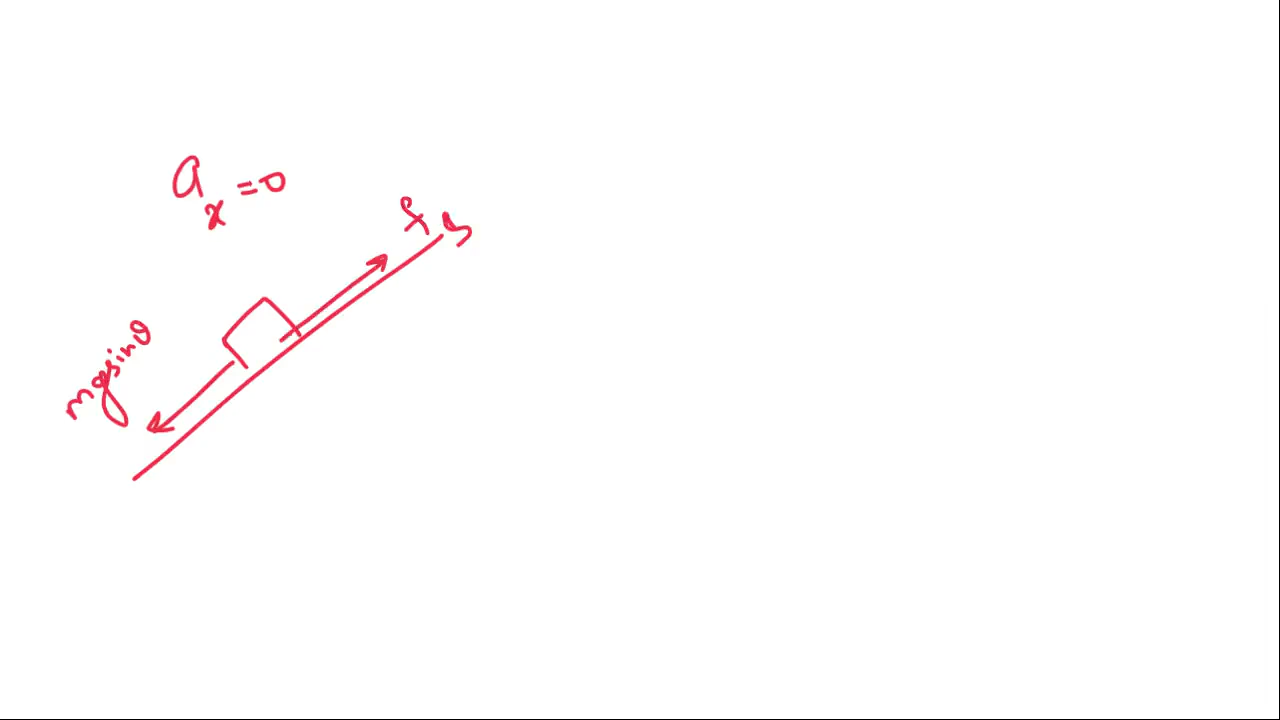 a_x = 0
f_s
mg sinθ